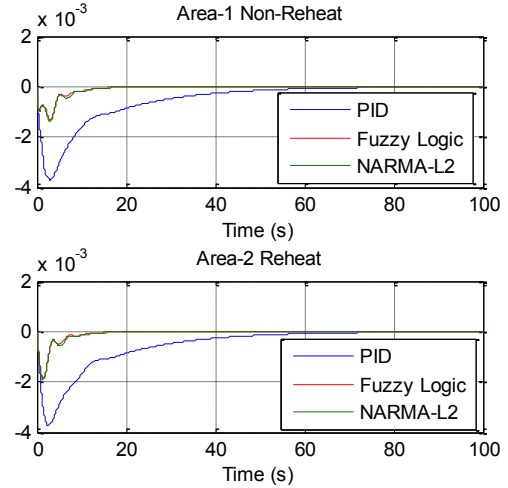 x 10⁻³
Area-1 Non-Reheat
2
0
-2
-4
PID
Fuzzy Logic
NARMA-L2
0 20 40 60 80 100
Time (s)
x 10⁻³
Area-2 Reheat
2
0
-2
-4
PID
Fuzzy Logic
NARMA-L2
0 20 40 60 80 100
Time (s)